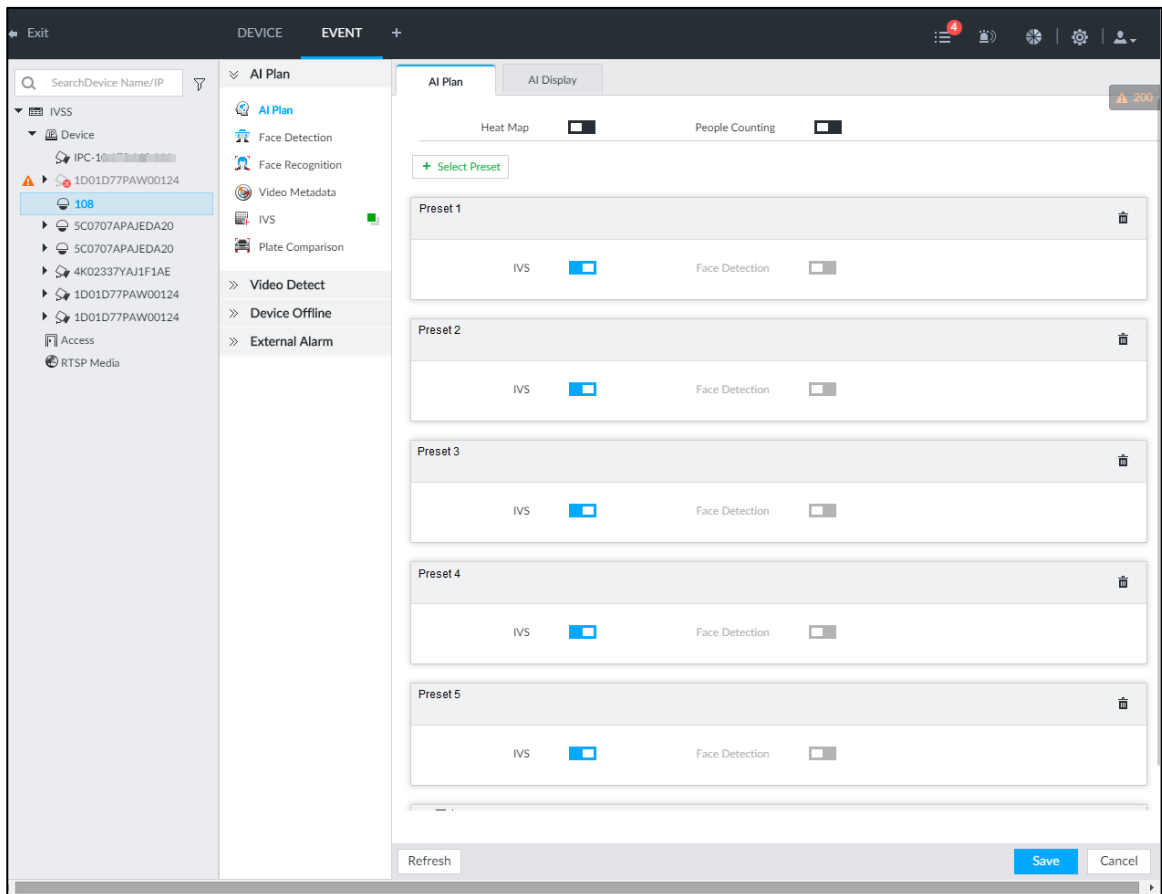 Exit
DEVICE EVENT +
4
SearchDevice Name/IP
IVSS
Device
IPC-10
1D01D77PAW00124
108
5C0707APAJEDA20
5C0707APAJEDA20
4K02337YAJ1F1AE
1D01D77PAW00124
1D01D77PAW00124
Access
RTSP Media
AI Plan
AI Plan
Face Detection
Face Recognition
Video Metadata
IVS
Plate Comparison
Video Detect
Device Offline
External Alarm
AI Plan AI Display
200
Heat Map People Counting
+ Select Preset
Preset 1
IVS Face Detection
Preset 2
IVS Face Detection
Preset 3
IVS Face Detection
Preset 4
IVS Face Detection
Preset 5
IVS Face Detection
Refresh Save Cancel